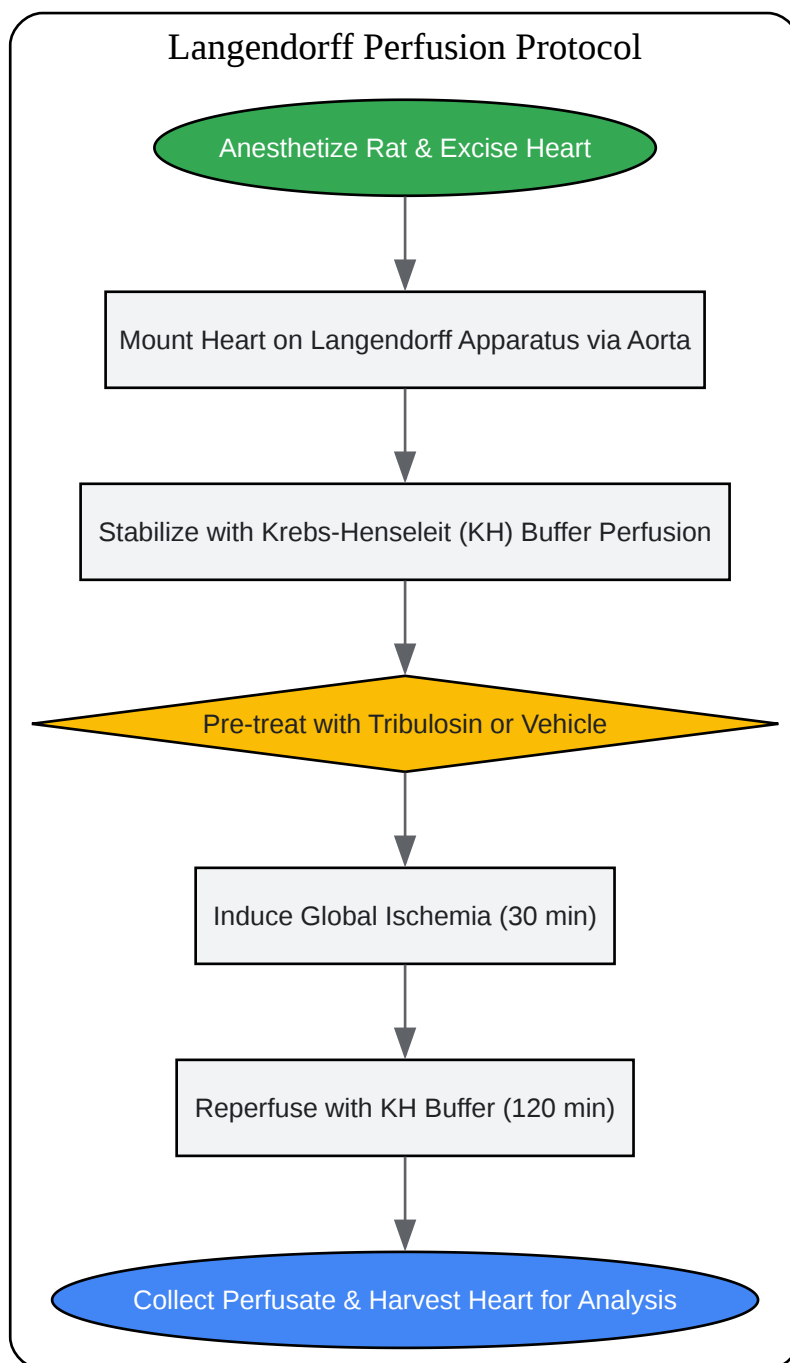 Langendorff Perfusion Protocol
Anesthetize Rat & Excise Heart
Mount Heart on Langendorff Apparatus via Aorta
Stabilize with Krebs-Henseleit (KH) Buffer Perfusion
Pre-treat with Tribulosin or Vehicle
Induce Global Ischemia (30 min)
Reperfuse with KH Buffer (120 min)
Collect Perfusate & Harvest Heart for Analysis